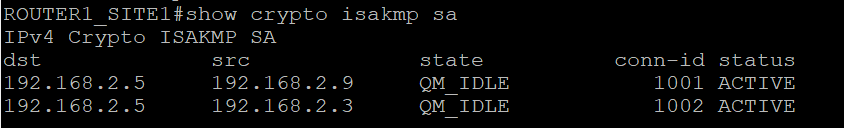 ROUTER1_SITE1#show crypto isakmp sa
IPv4 Crypto ISAKMP SA
dst src state conn-id status
192.168.2.5 192.168.2.9 QM_IDLE 1001 ACTIVE
192.168.2.5 192.168.2.3 QM_IDLE 1002 ACTIVE